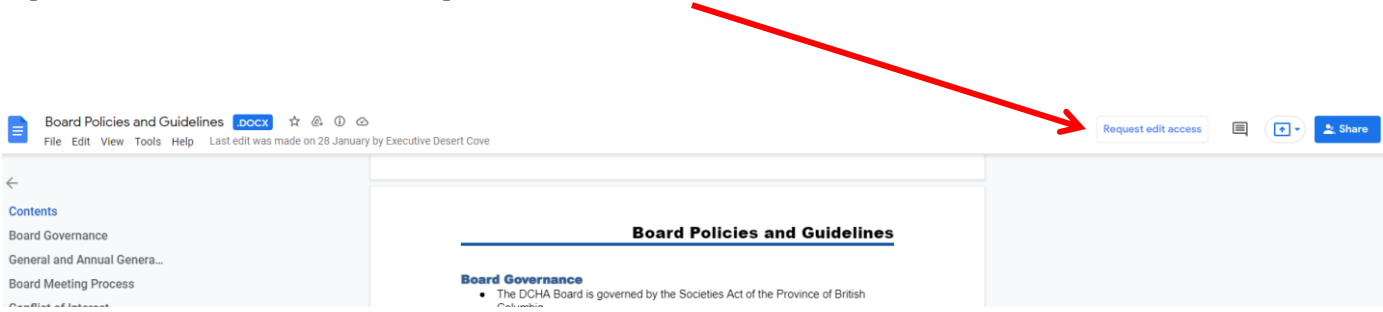 Board Policies and Guidelines .DOCX
File Edit View Tools Help Last edit was made on 28 January by Executive Desert Cove
Request edit access
Share
Contents
Board Governance
General and Annual Genera...
Board Meeting Process
Board Policies and Guidelines
Board Governance
• The DCHA Board is governed by the Societies Act of the Province of British